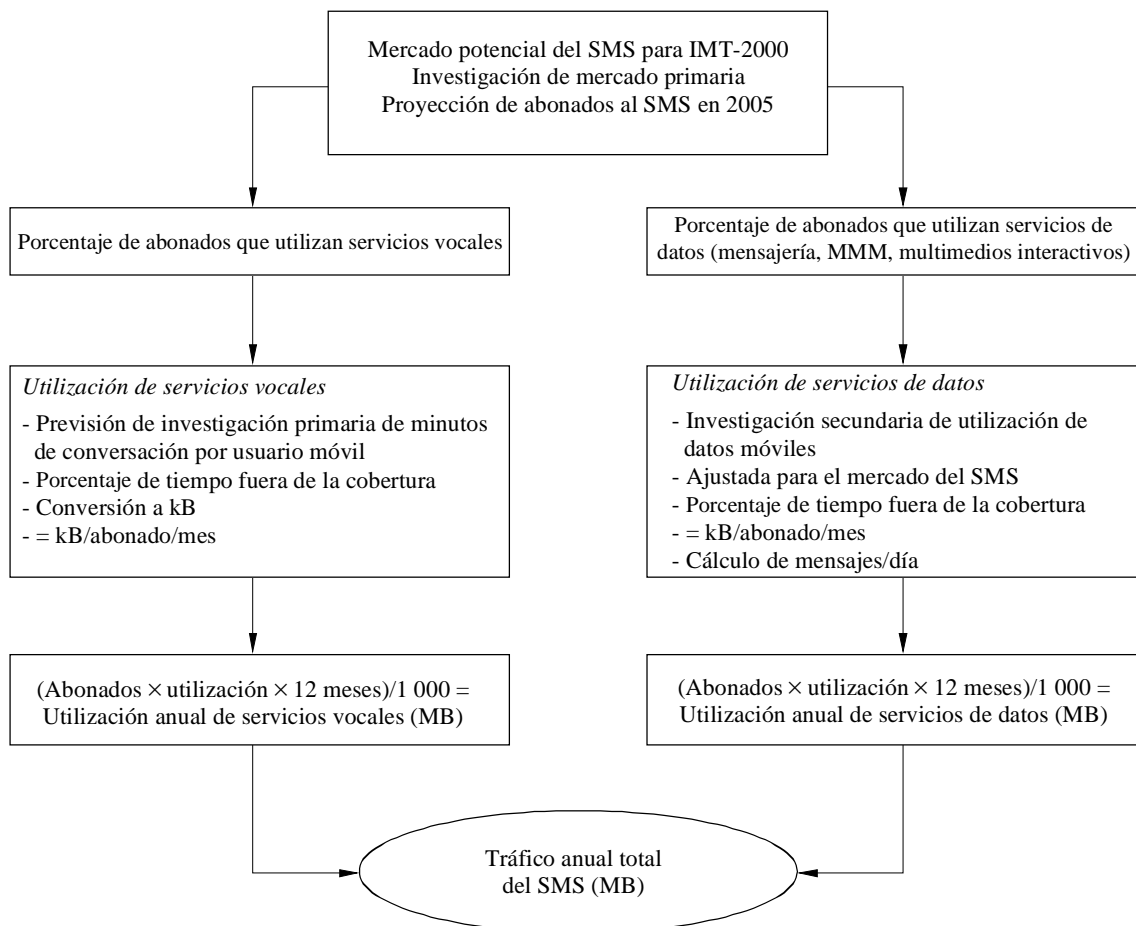 Mercado potencial del SMS para IMT-2000
Investigación de mercado primaria
Proyección de abonados al SMS en 2005
Porcentaje de abonados que utilizan servicios vocales
Porcentaje de abonados que utilizan servicios de
datos (mensajería, MMM, multimedios interactivos)
Utilización de servicios vocales
- Previsión de investigación primaria de minutos
de conversación por usuario móvil
- Porcentaje de tiempo fuera de la cobertura
- Conversión a kB
- = kB/abonado/mes
Utilización de servicios de datos
- Investigación secundaria de utilización de
datos móviles
- Ajustada para el mercado del SMS
- Porcentaje de tiempo fuera de la cobertura
- = kB/abonado/mes
- Cálculo de mensajes/día
(Abonados × utilización × 12 meses)/1 000 =
Utilización anual de servicios vocales (MB)
(Abonados × utilización × 12 meses)/1 000 =
Utilización anual de servicios de datos (MB)
Tráfico anual total
del SMS (MB)